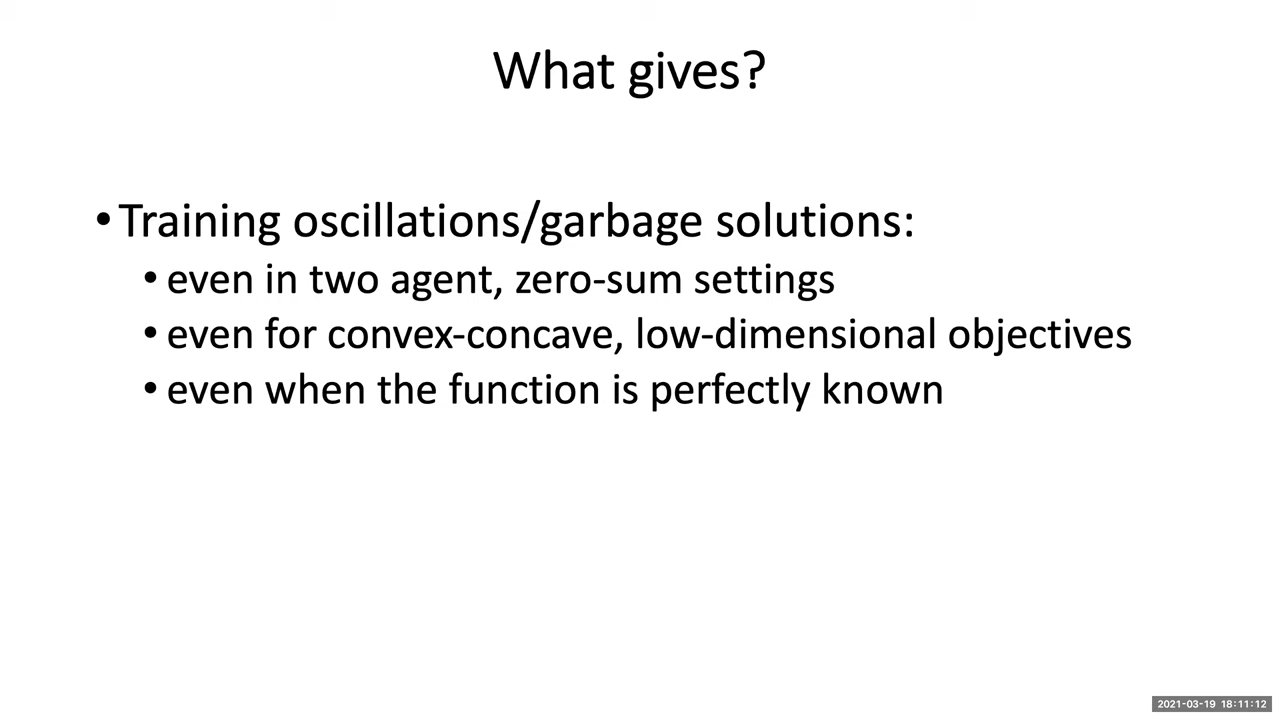 What gives?
• Training oscillations/garbage solutions:
• even in two agent, zero-sum settings
• even for convex-concave, low-dimensional objectives
• even when the function is perfectly known
2021-03-19 18:11:12